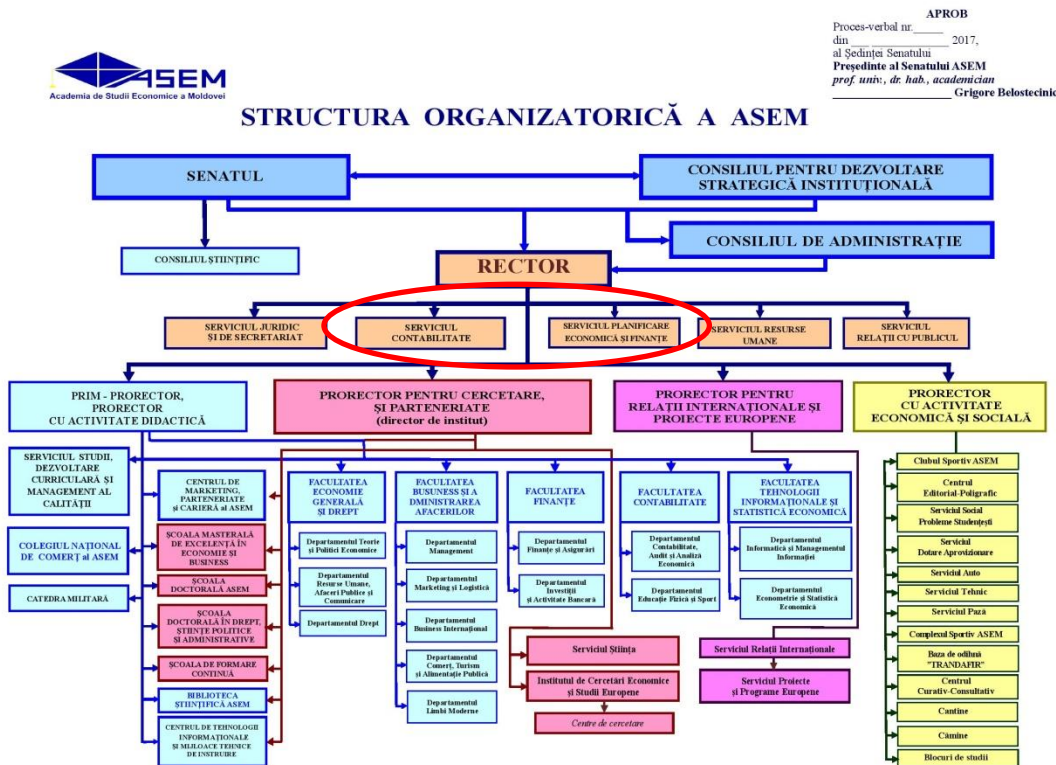 APROB
Proces-verbal nr._____
din ___ ____________ 2017,
al Şedinţei Senatului
Preşedinte al Senatului ASEM
prof. univ., dr. hab., academician
____________________ Grigore Belostecinic
ASEM
Academia de Studii Economice a Moldovei
STRUCTURA ORGANIZATORICĂ A ASEM
SENATUL
CONSILIUL PENTRU DEZVOLTARE
STRATEGICĂ INSTITUŢIONALĂ
CONSILIUL DE ADMINISTRAŢIE
CONSILIUL ŞTIINŢIFIC
RECTOR
SERVICIUL JURIDIC
ŞI DE SECRETARIAT
SERVICIUL
CONTABILITATE
SERVICIUL PLANIFICARE
ECONOMICĂ ŞI FINANŢE
SERVICIUL RESURSE
UMANE
SERVICIUL
RELAŢII CU PUBLICUL
PRIM - PRORECTOR,
PRORECTOR
CU ACTIVITATE DIDACTICĂ
PRORECTOR PENTRU CERCETARE,
ŞI PARTENERIATE
(director de institut)
PRORECTOR PENTRU
RELAŢII INTERNAŢIONALE ŞI
PROIECTE EUROPENE
PRORECTOR
CU ACTIVITATE
ECONOMICĂ ŞI SOCIALĂ
SERVICIUL STUDII,
DEZVOLTARE
CURRICULARĂ ŞI
MANAGEMENT AL
CALITĂŢII
COLEGIUL NAŢIONAL
DE COMERŢ al ASEM
CATEDRA MILITARĂ
CENTRUL DE
MARKETING,
PARTENERIATE
şi CARIERĂ al ASEM
ŞCOALA MASTERALĂ
DE EXCELENŢĂ ÎN
ECONOMIE ŞI
BUSINESS
ŞCOALA
DOCTORALĂ ASEM
ŞCOALA
DOCTORALĂ ÎN DREPT,
ŞTIINŢE POLITICE
ŞI ADMINISTRATIVE
ŞCOALA DE FORMARE
CONTINUĂ
BIBLIOTECA
ŞTIINŢIFICĂ ASEM
CENTRUL DE TEHNOLOGII
INFORMAŢIONALE
ŞI MIJLOACE TEHNICE
DE INSTRUIRE
FACULTATEA
ECONOMIE
GENERALĂ
ŞI DREPT
Departamentul Teorie
şi Politici Economice
Departamentul
Resurse Umane,
Afaceri Publice şi
Comunicare
Departamentul Drept
FACULTATEA
BUSUNESS ŞI A
DMINISTRAREA
AFACERILOR
Departamentul
Management
Departamentul
Marketing şi Logistică
Departamentul
Business Internaţional
Departamentul
Comerţ, Turism
şi Alimentaţie Publică
Departamentul
Limbi Moderne
FACULTATEA
FINANŢE
Departamentul
Finanţe şi Asigurări
Departamentul
Investiţii
şi Activitate Bancară
FACULTATEA
CONTABILITATE
Departamentul
Contabilitate,
Audit şi Analiză
Economică
Departamentul
Educaţie Fizică şi Sport
FACULTATEA
TEHNOLOGII
INFORMAŢIONALE ŞI
STATISTICĂ ECONOMICĂ
Departamentul
Informatică şi Managementul
Informaţiei
Departamentul
Econometrie şi Statistică
Economică
Serviciul Ştiinţa
Institutul de Cercetări Economice
şi Studii Europene
Centre de cercetare
Serviciul Relaţii Internaţionale
Serviciul Proiecte
şi Programe Europene
Clubul Sportiv ASEM
Centrul
Editorial-Poligrafic
Serviciul Social
Probleme Studenţeşti
Serviciul
Dotare Aprovizionare
Serviciul Auto
Serviciul Tehnic
Serviciul Pază
Complexul Sportiv ASEM
Baza de odihnă
"TRANDAFIR"
Centrul
Curativ-Consultativ
Cantine
Cămine
Blocuri de studii